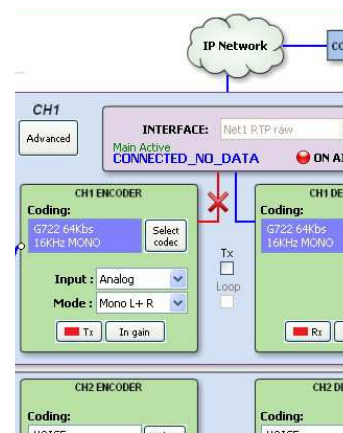 IP Network
CO
CH1
Advanced
INTERFACE: Net1 RTP raw
Main Active
CONNECTED_NO_DATA ON AI
CH1 ENCODER
Coding:
G722 64Kbs
16KHz MONO
Select
codec
Input : Analog
Mode : Mono L+ R
Tx In gain
Tx
Loop
CH1 DE
Coding:
G722 64Kbs
16KHz MONO
Rx
CH2 ENCODER
Coding:
CH2 DE
Coding: